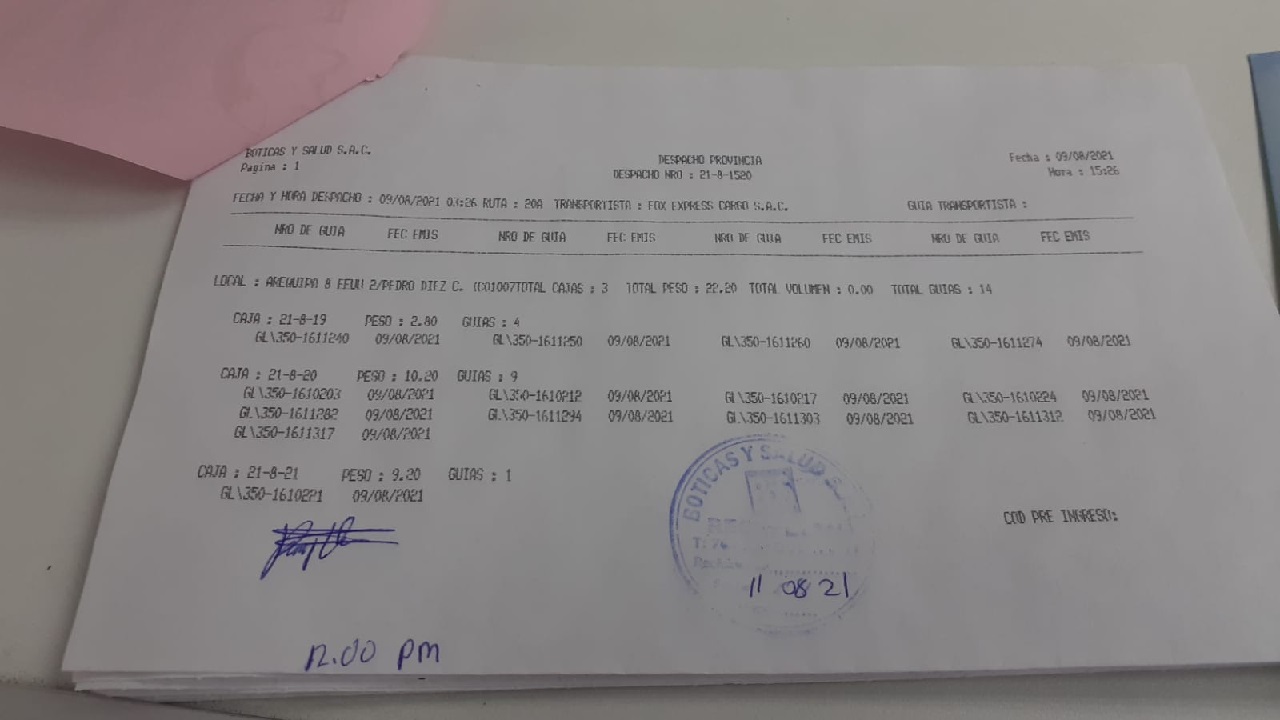 BOTICAS Y SALUD S.A.C.
Pagina : 1
DESPACHO PROVINCIA
DESPACHO NRO : 21-8-1520
Fecha : 09/08/2021
Hora : 15:26
FECHA Y HORA DESPACHO : 09/08/2021 RUTA : 20A TRANSPORTISTA : FOX EXPRESS CARGO S.A.C. GUIA TRANSPORTISTA :
NRO DE GUIA FEC EMIS NRO DE GUIA FEC EMIS NRO DE GUIA FEC EMIS NRO DE GUIA FEC EMIS
LOCAL : AREQUIPA 8 EEUU 2/PEDRO DIEZ C. TOTAL CAJAS : 3 TOTAL PESO : 22.20 TOTAL VOLUMEN : 0.00 TOTAL GUIAS : 14
CAJA : 21-8-19 PESO : 2.80 GUIAS : 4
GL\350-1611240 09/08/2021 GL\350-1611250 09/08/2021 GL\350-1611260 09/08/2021 GL\350-1611274 09/08/2021
CAJA : 21-8-20 PESO : 10.20 GUIAS : 9
GL\350-1610203 09/08/2021 GL\350-1610212 09/08/2021 GL\350-1610217 09/08/2021 GL\350-1610224 09/08/2021
GL\350-1611282 09/08/2021 GL\350-1611294 09/08/2021 GL\350-1611303 09/08/2021 GL\350-1611312 09/08/2021
GL\350-1611317 09/08/2021
CAJA : 21-8-21 PESO : 9.20 GUIAS : 1
GL\350-1610221 09/08/2021
COD PRE INGRESO:
BOTICAS Y SALUD
11 08 21
12.00 pm